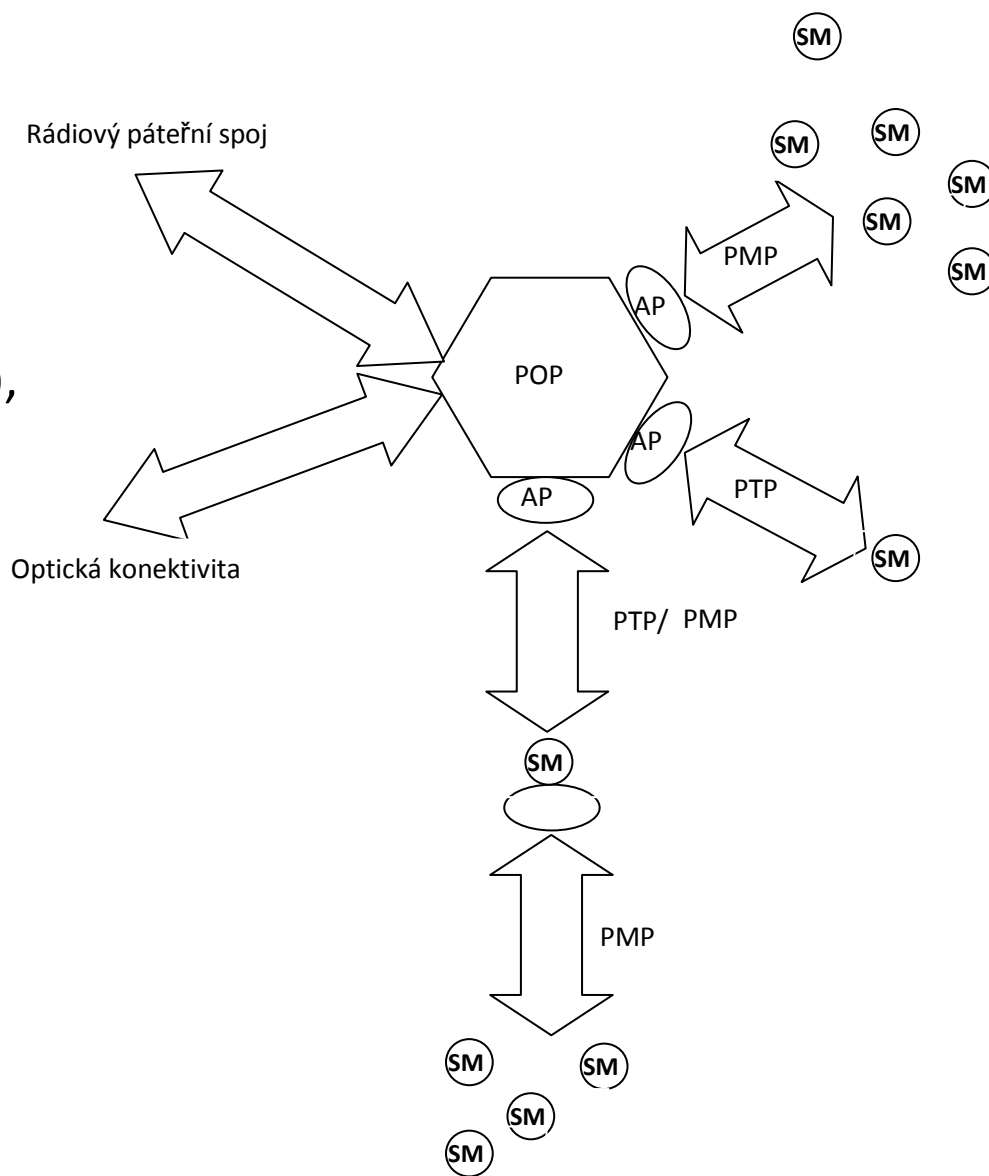 SM
Rádiový páteřní spoj
SM
SM
SM
SM
PMP
SM
AP
POP
),
AP
PTP
AP
SM
Optická konektivita
PTP/ PMP
SM
PMP
SM
SM
SM
SM